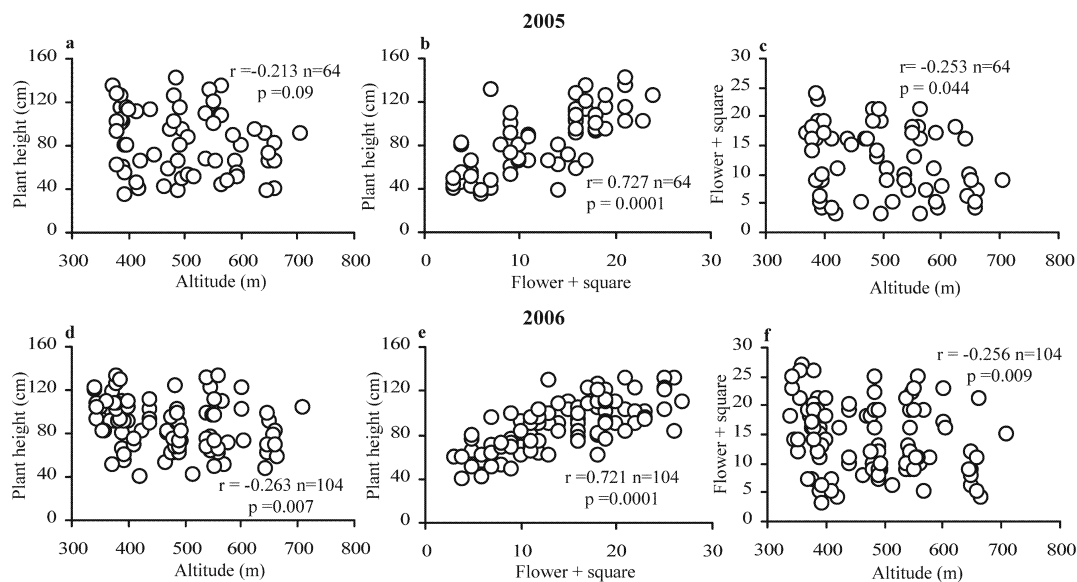 2005
a
160
120
80
40
0
Plant height (cm)
r =-0.213 n=64
p =0.09
300 400 500 600 700 800
Altitude (m)
b
160
120
80
40
0
Plant height (cm)
r= 0.727 n=64
p = 0.0001
0 10 20 30
Flower + square
c
30
25
20
15
10
5
0
Flower + square
r= -0.253 n=64
p = 0.044
300 400 500 600 700 800
Altitude (m)
2006
d
160
120
80
40
0
Plant height (cm)
r = -0.263 n=104
p =0.007
300 400 500 600 700 800
Altitude (m)
e
160
120
80
40
0
Plant height (cm)
r=0.721 n=104
p =0.0001
0 10 20 30
Flower + square
f
30
25
20
15
10
5
0
Flower + square
r = -0.256 n=104
p =0.009
300 400 500 600 700 800
Altitude (m)